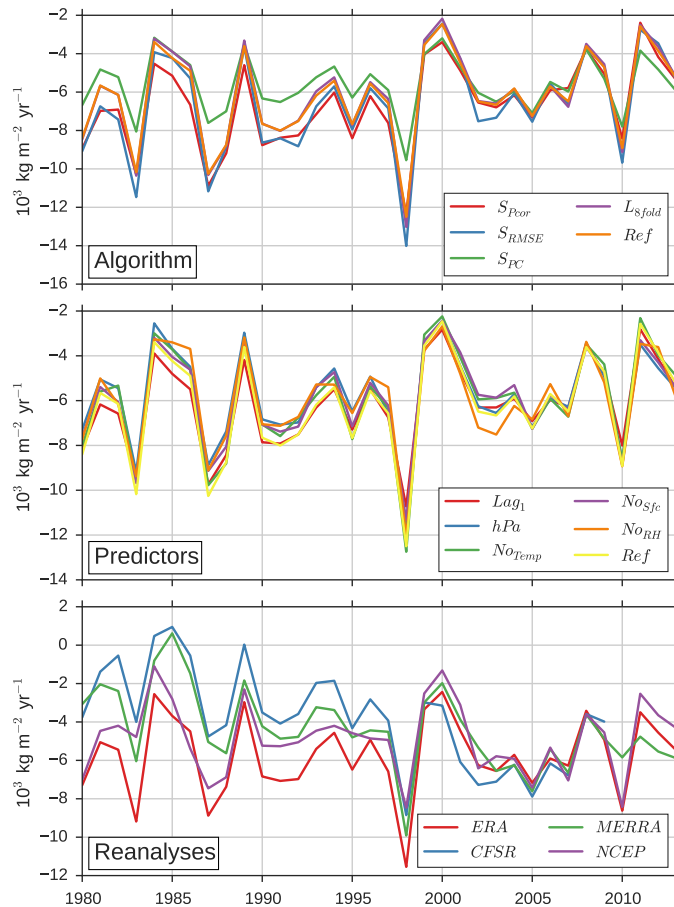 10³ kg m⁻² yr⁻¹
−2
−4
−6
−8
−10
−12
−14
−16
Algorithm
S_Pcor
S_RMSE
S_PC
L_8fold
Ref
10³ kg m⁻² yr⁻¹
−2
−4
−6
−8
−10
−12
−14
Predictors
Lag₁
hPa
No_Temp
No_Sfc
No_RH
Ref
10³ kg m⁻² yr⁻¹
2
0
−2
−4
−6
−8
−10
−12
Reanalyses
ERA
CFSR
MERRA
NCEP
1980 1985 1990 1995 2000 2005 2010